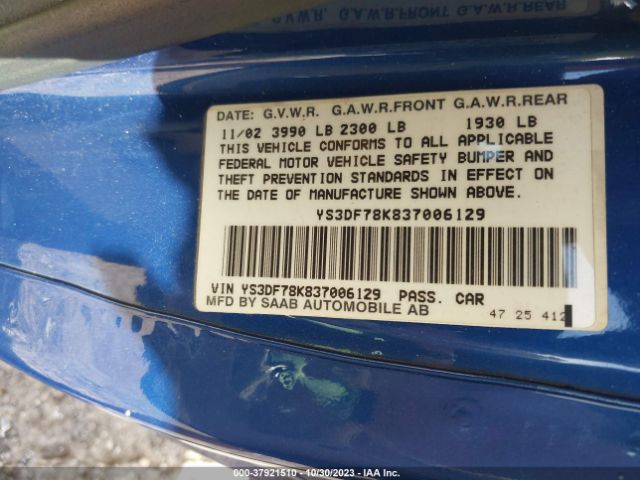 G.V.W.R. G.A.W.R.FRONT G.A.W.R.REAR
DATE: G.V.W.R. G.A.W.R.FRONT G.A.W.R.REAR
11/02 3990 LB 2300 LB 1930 LB
THIS VEHICLE CONFORMS TO ALL APPLICABLE
FEDERAL MOTOR VEHICLE SAFETY BUMPER AND
THEFT PREVENTION STANDARDS IN EFFECT ON
THE DATE OF MANUFACTURE SHOWN ABOVE.
YS3DF78K837006129
VIN YS3DF78K837006129 PASS. CAR
MFD BY SAAB AUTOMOBILE AB
47 25 412
000-37921510 - 10/30/2023 - IAA Inc.